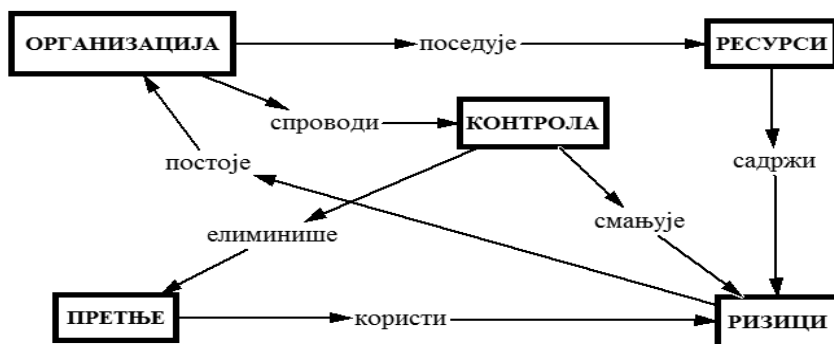 ОРГАНИЗАЦИЈА
поседује
РЕСУРСИ
спроводи
КОНТРОЛА
постоје
садржи
елиминише
смањује
ПРЕТЊЕ
користи
РИЗИЦИ